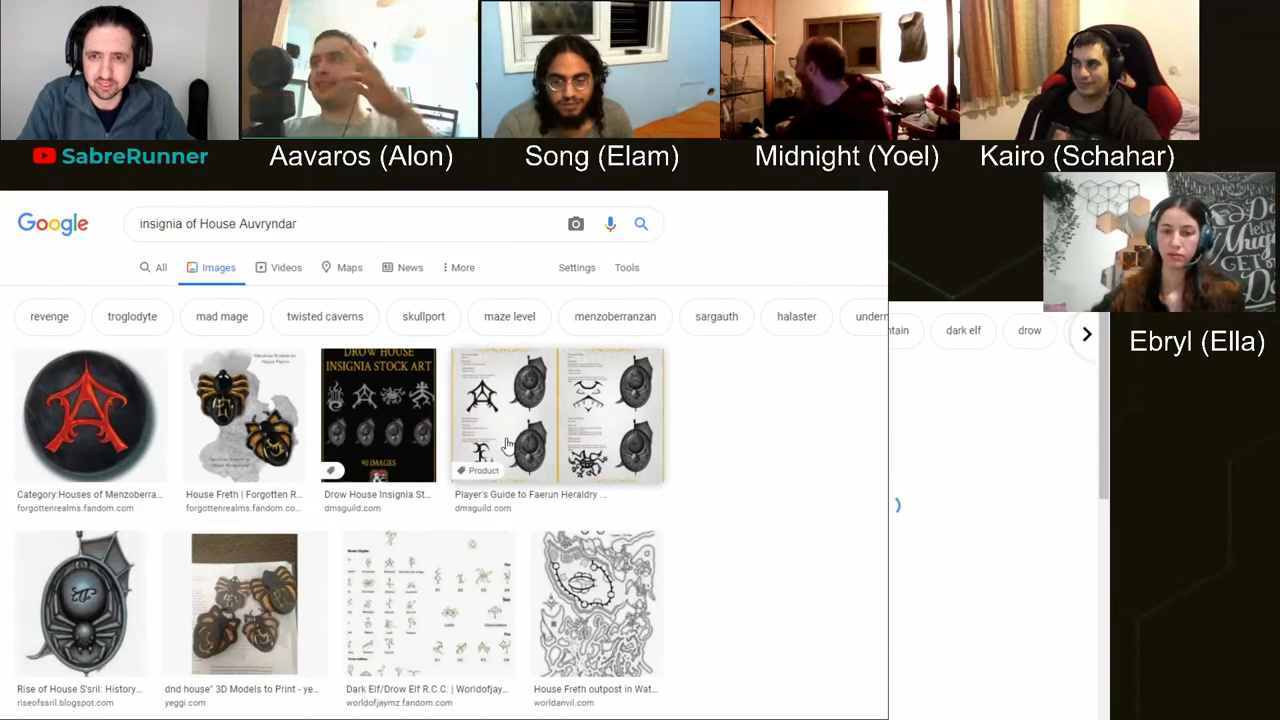 SabreRunner
Aavaros (Alon)
Song (Elam)
Midnight (Yoel)
Kairo (Schahar)
Ebryl (Ella)
Google
insignia of House Auvryndar
All
Images
Videos
Maps
News
More
Settings
Tools
revenge
troglodyte
mad mage
twisted caverns
skullport
maze level
menzoberranzan
sargauth
halaster
undern
ntain
dark elf
drow
DROW HOUSE
INSIGNIA STOCK ART
90 IMAGES
Product
Category:Houses of Menzoberra...
forgottenrealms.fandom.com
House Freth | Forgotten R...
forgottenrealms.fandom.co...
Drow House Insignia St...
dmsguild.com
Player's Guide to Faerun Heraldry ...
dmsguild.com
Rise of House S'sril: History...
riseofssril.blogspot.com
dnd house" 3D Models to Print - ye...
yeggi.com
Dark Elf/Drow Elf R.C.C. | Worldofjay...
worldofjaymz.fandom.com
House Freth outpost in Wat...
worldanvil.com